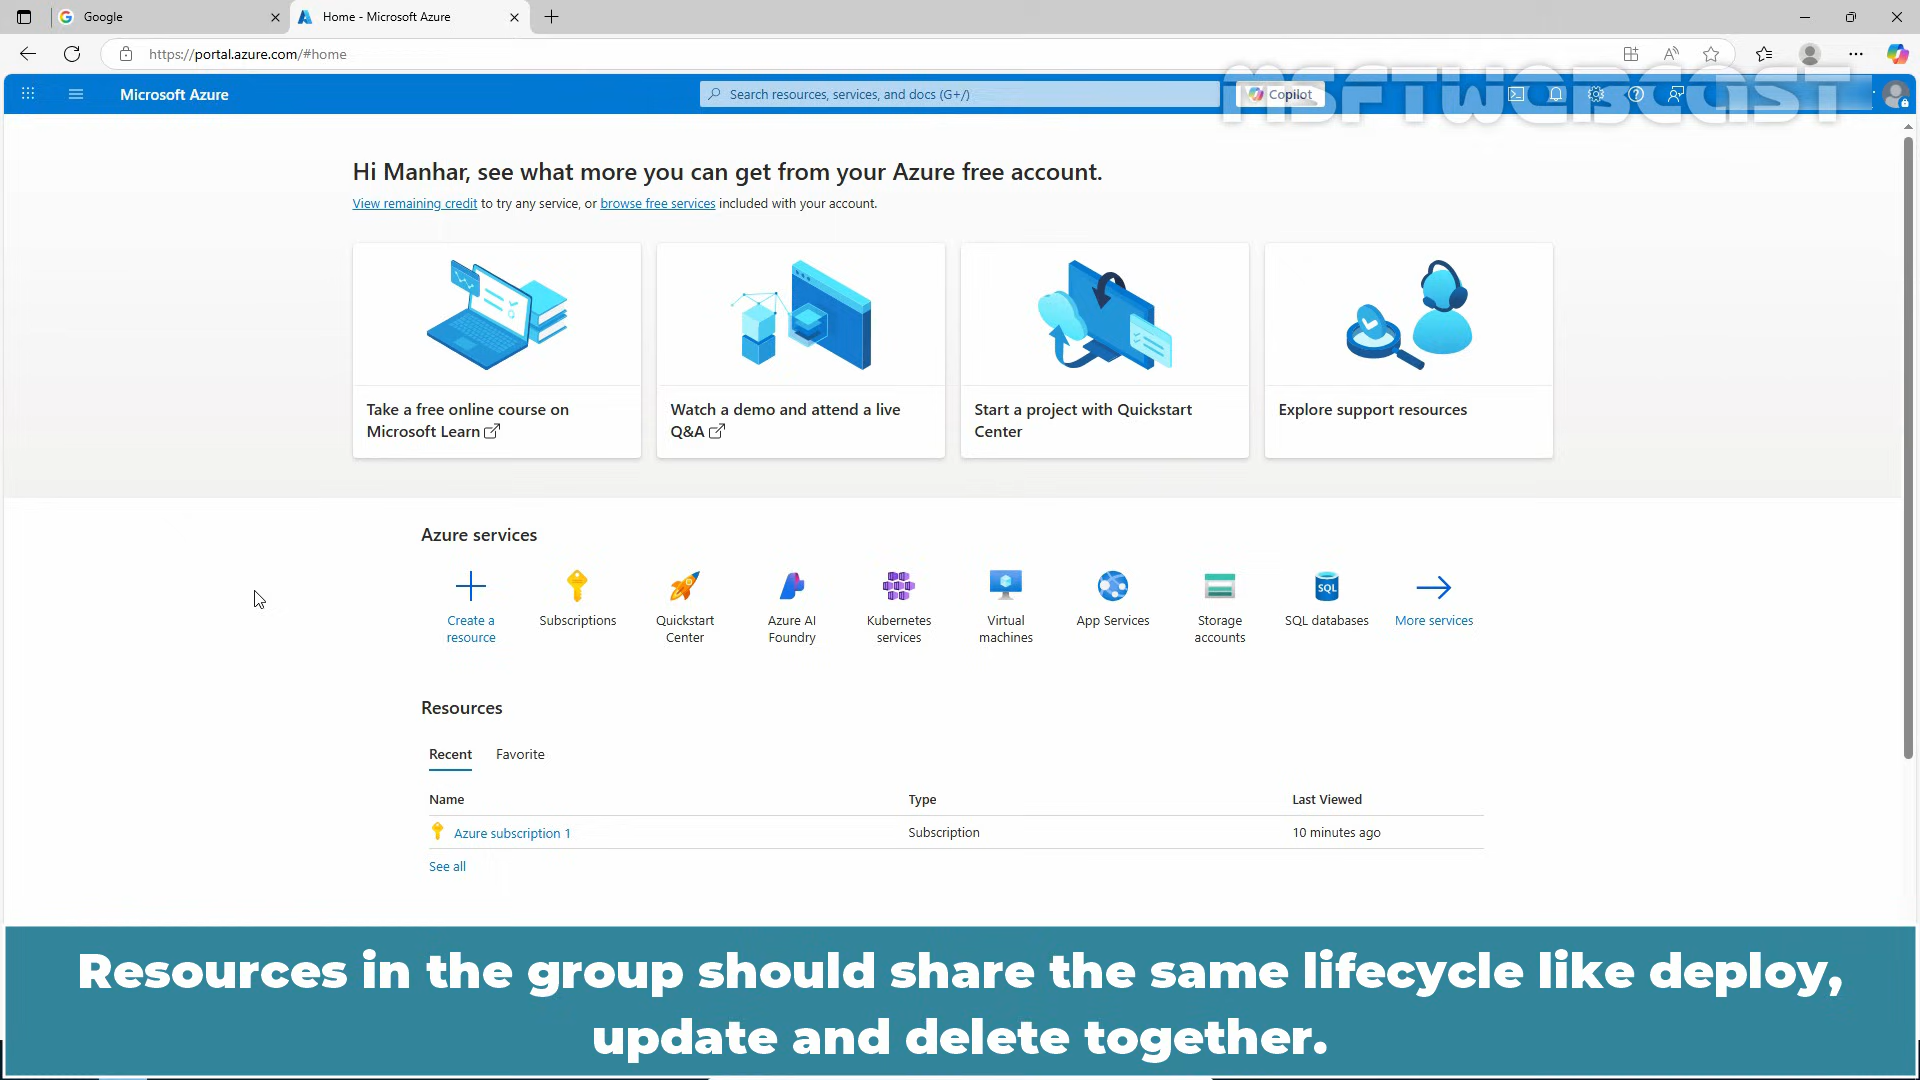 Google
Home - Microsoft Azure
https://portal.azure.com/#home
MSFTWEBCAST
Microsoft Azure
Search resources, services, and docs (G+/)
Copilot
Hi Manhar, see what more you can get from your Azure free account.
View remaining credit to try any service, or browse free services included with your account.
Take a free online course on
Microsoft Learn
Watch a demo and attend a live
Q&A
Start a project with Quickstart
Center
Explore support resources
Azure services
Create a
resource
Subscriptions
Quickstart
Center
Azure AI
Foundry
Kubernetes
services
Virtual
machines
App Services
Storage
accounts
SQL
SQL databases
More services
Resources
Recent Favorite
Name Type Last Viewed
Azure subscription 1 Subscription 10 minutes ago
See all
Resources in the group should share the same lifecycle like deploy,
update and delete together.